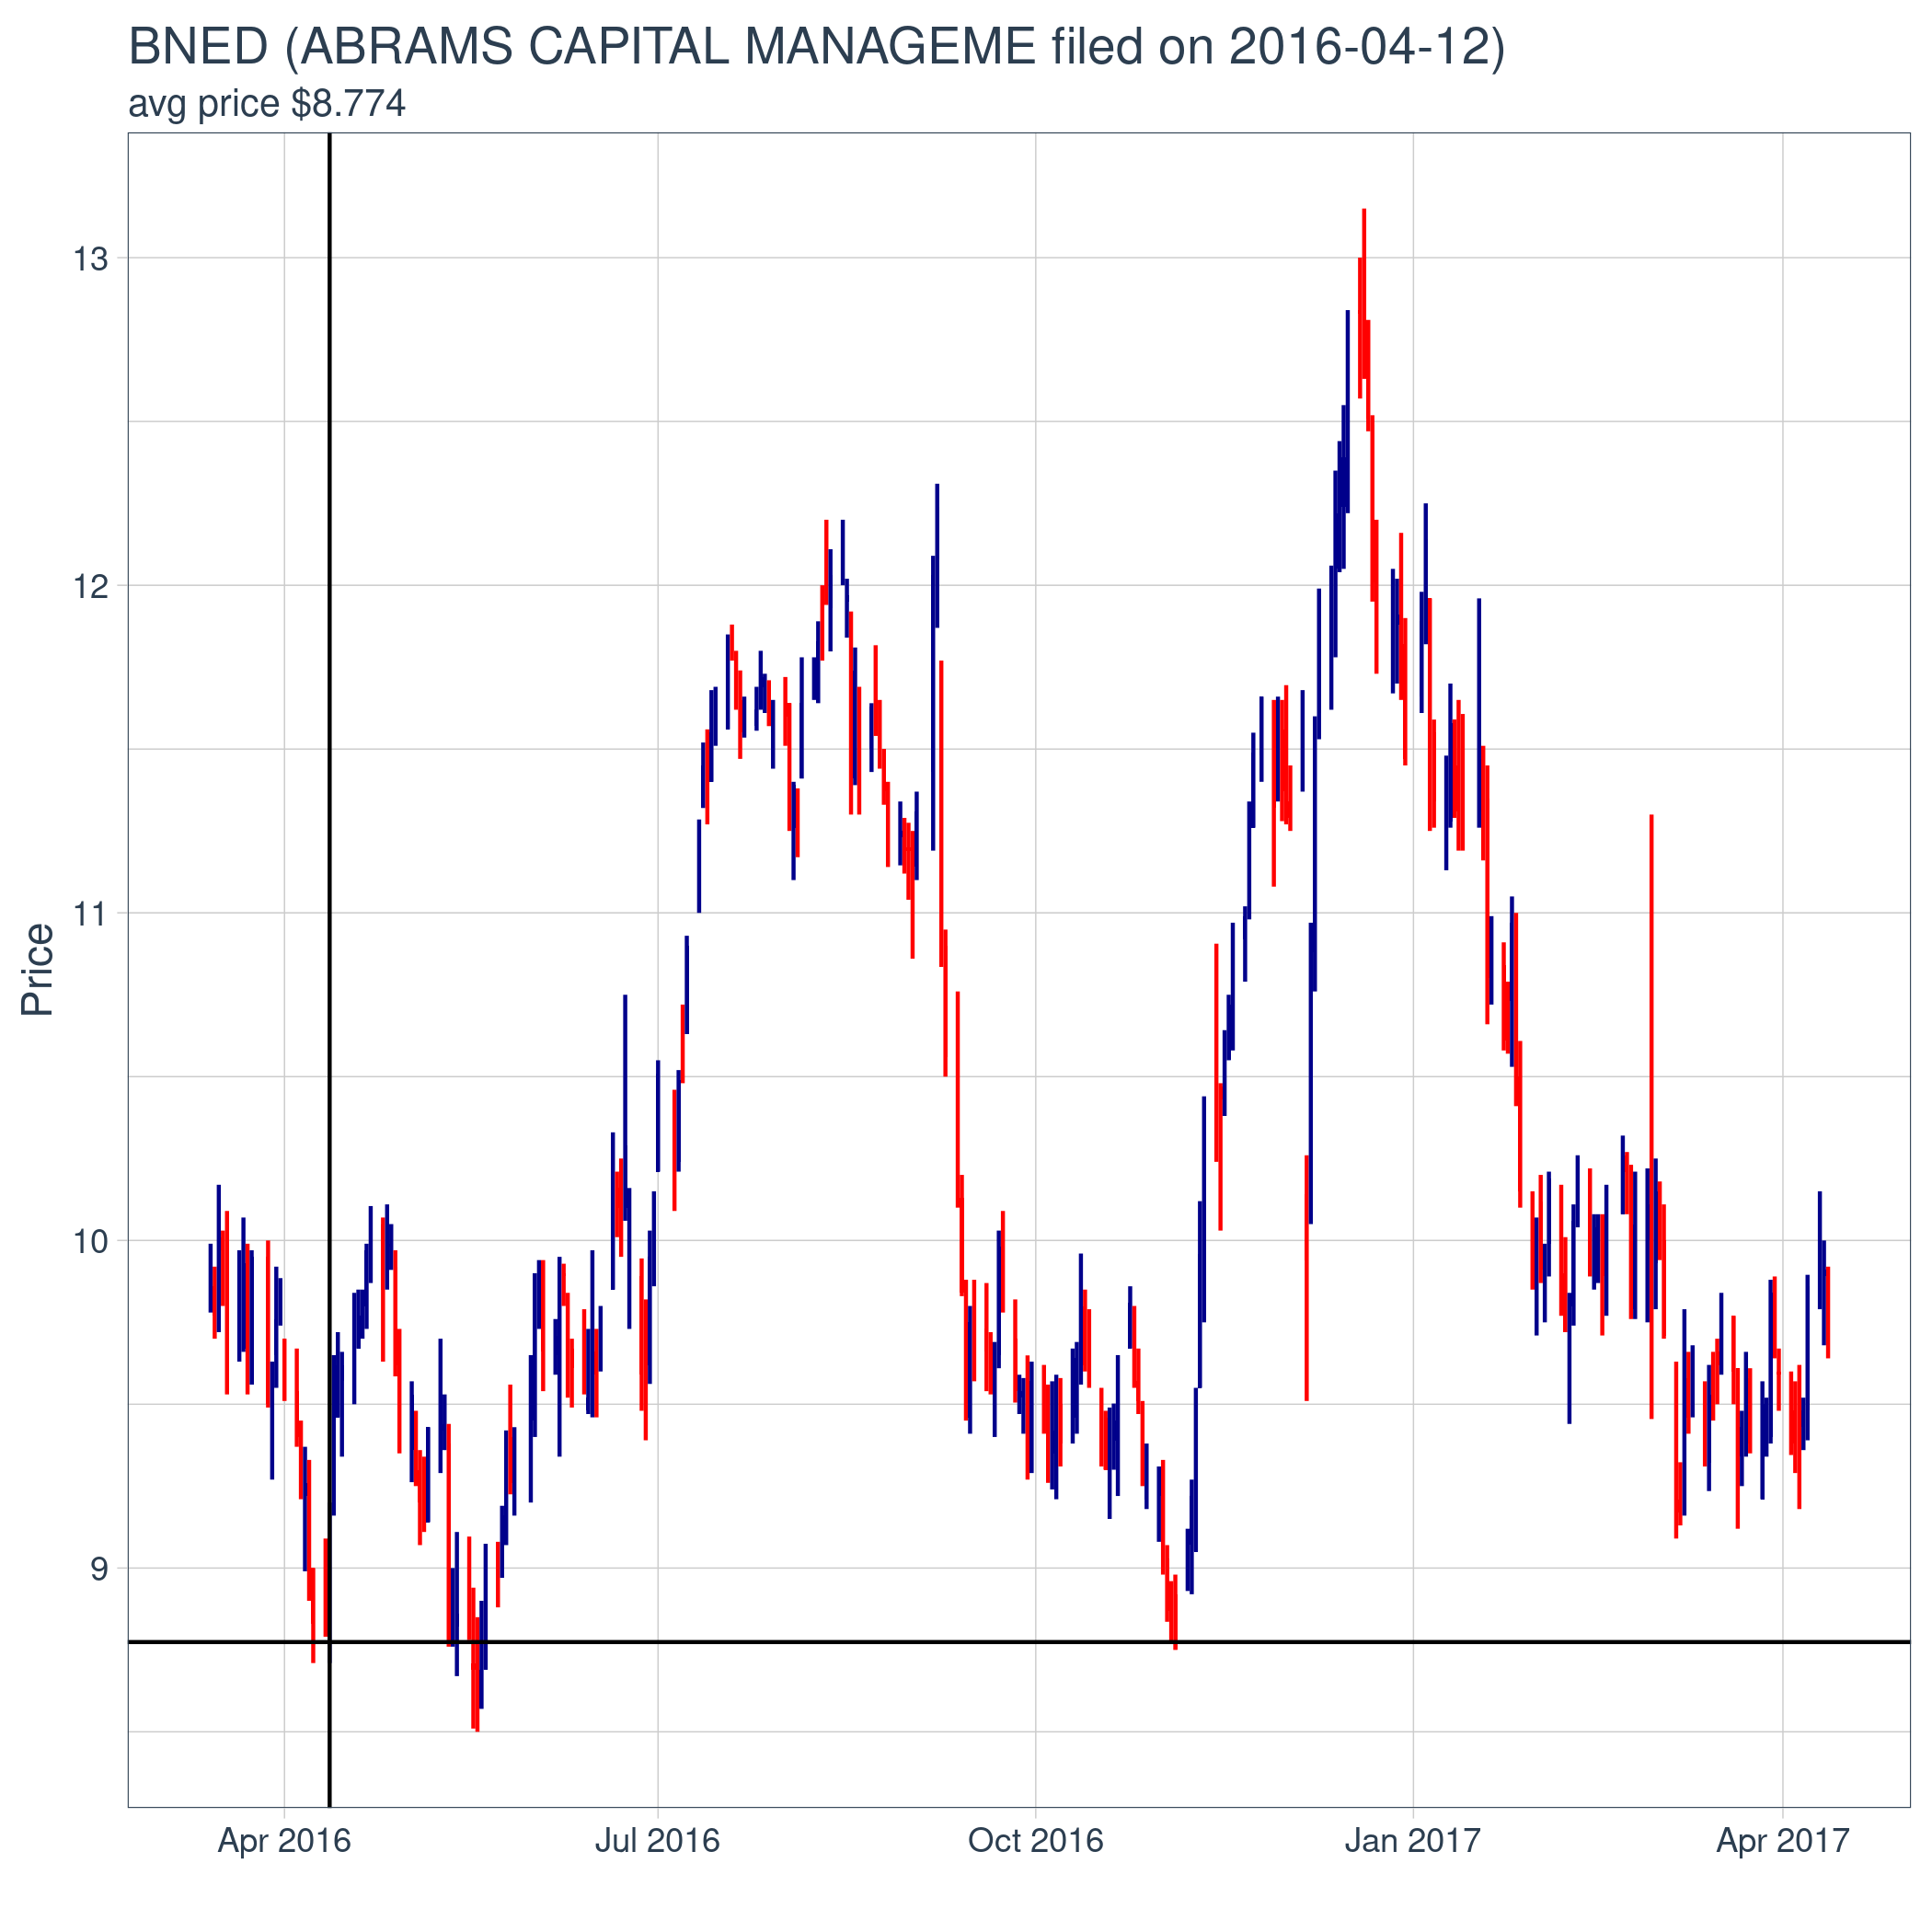 BNED (ABRAMS CAPITAL MANAGEME filed on 2016-04-12)
avg price $8.774
13
12
11
10
9
Price
Apr 2016
Jul 2016
Oct 2016
Jan 2017
Apr 2017